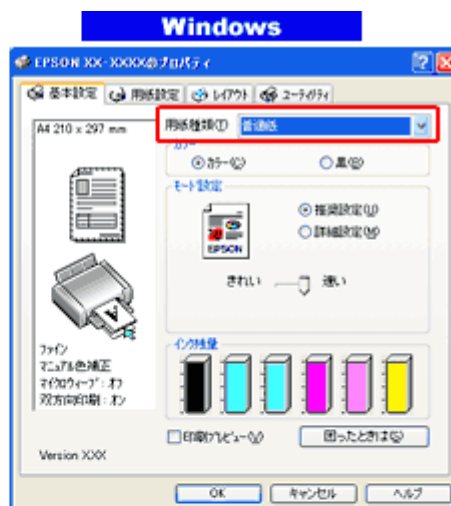 Windows
EPSON XX-XXXXのプロパティ
基本設定 用紙設定 レイアウト ユーティリティ
A4 210 x 297 mm
用紙種類(T) 普通紙
カラー
カラー(C) 黒(B)
モード設定
EPSON
推奨設定(U)
詳細設定(M)
きれい 速い
ファイン
マニュアル色補正
マイクロウィーブ：オフ
双方向印刷：オン
インク残量
印刷プレビュー(V) 困ったときは(S)
Version XXX
OK キャンセル ヘルプ